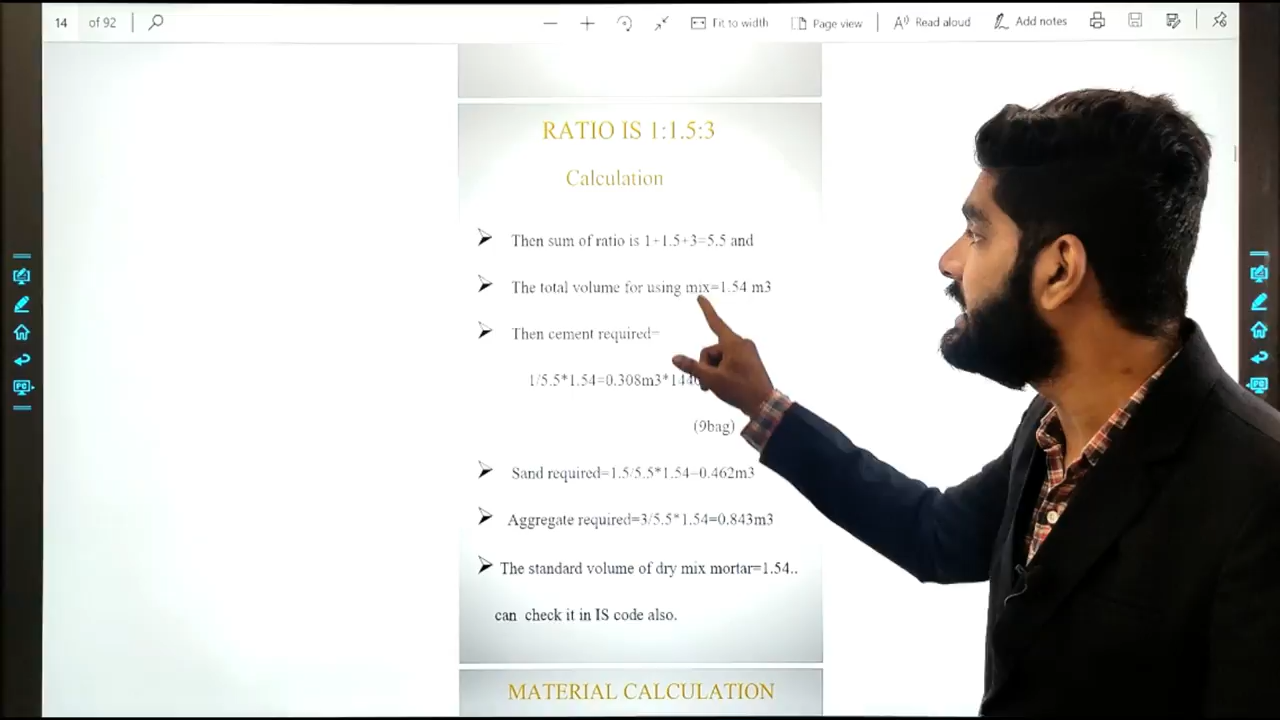 14 of 92 Fit to width Page view Read aloud Add notes
RATIO IS 1:1.5:3
Calculation
Then sum of ratio is 1+1.5+3=5.5 and
The total volume for using mix=1.54 m3
Then cement required=
1/5.5*1.54=0.308m3*144
(9bag)
Sand required=1.5/5.5*1.54=0.462m3
Aggregate required=3/5.5*1.54=0.843m3
The standard volume of dry mix mortar=1.54..
can check it in IS code also.
MATERIAL CALCULATION
PC
PC